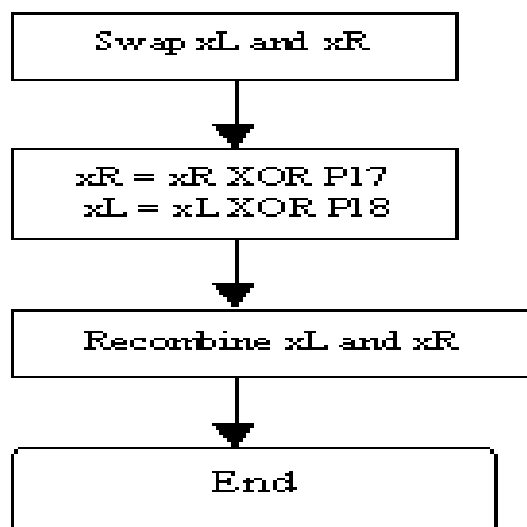 Swap xL and xR
xR = xR XOR P17
xL = xL XOR P18
Recombine xL and xR
End